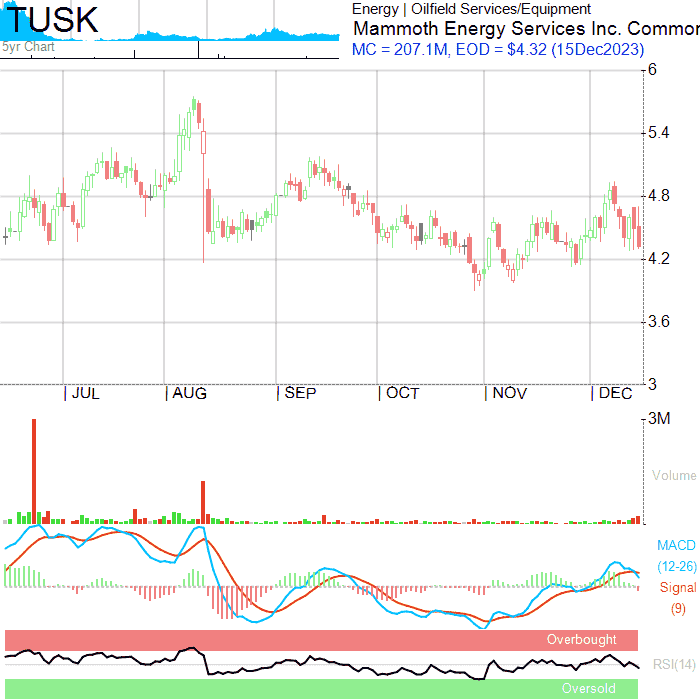 TUSK
5yr Chart
Energy | Oilfield Services/Equipment
Mammoth Energy Services Inc. Common
MC = 207.1M, EOD = $4.32 (15Dec2023)
6
5.4
4.8
4.2
3.6
3
JUL AUG SEP OCT NOV DEC
3M
Volume
MACD
(12-26)
Signal
(9)
Overbought
RSI(14)
Oversold